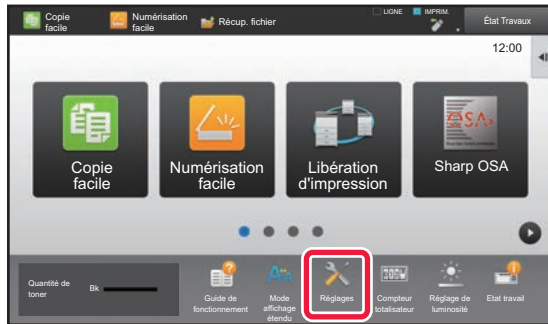 Copie
facile
Numérisation
facile
Récup. fichier
LIGNE
IMPRIM.
État Travaux
12:00
Copie
facile
Numérisation
facile
Libération
d'impression
Sharp OSA
Quantité de
toner
Bk
Guide de
fonctionnement
Mode
affichage
étendu
Réglages
Compteur
totalisateur
Réglage de
luminosité
Etat travail